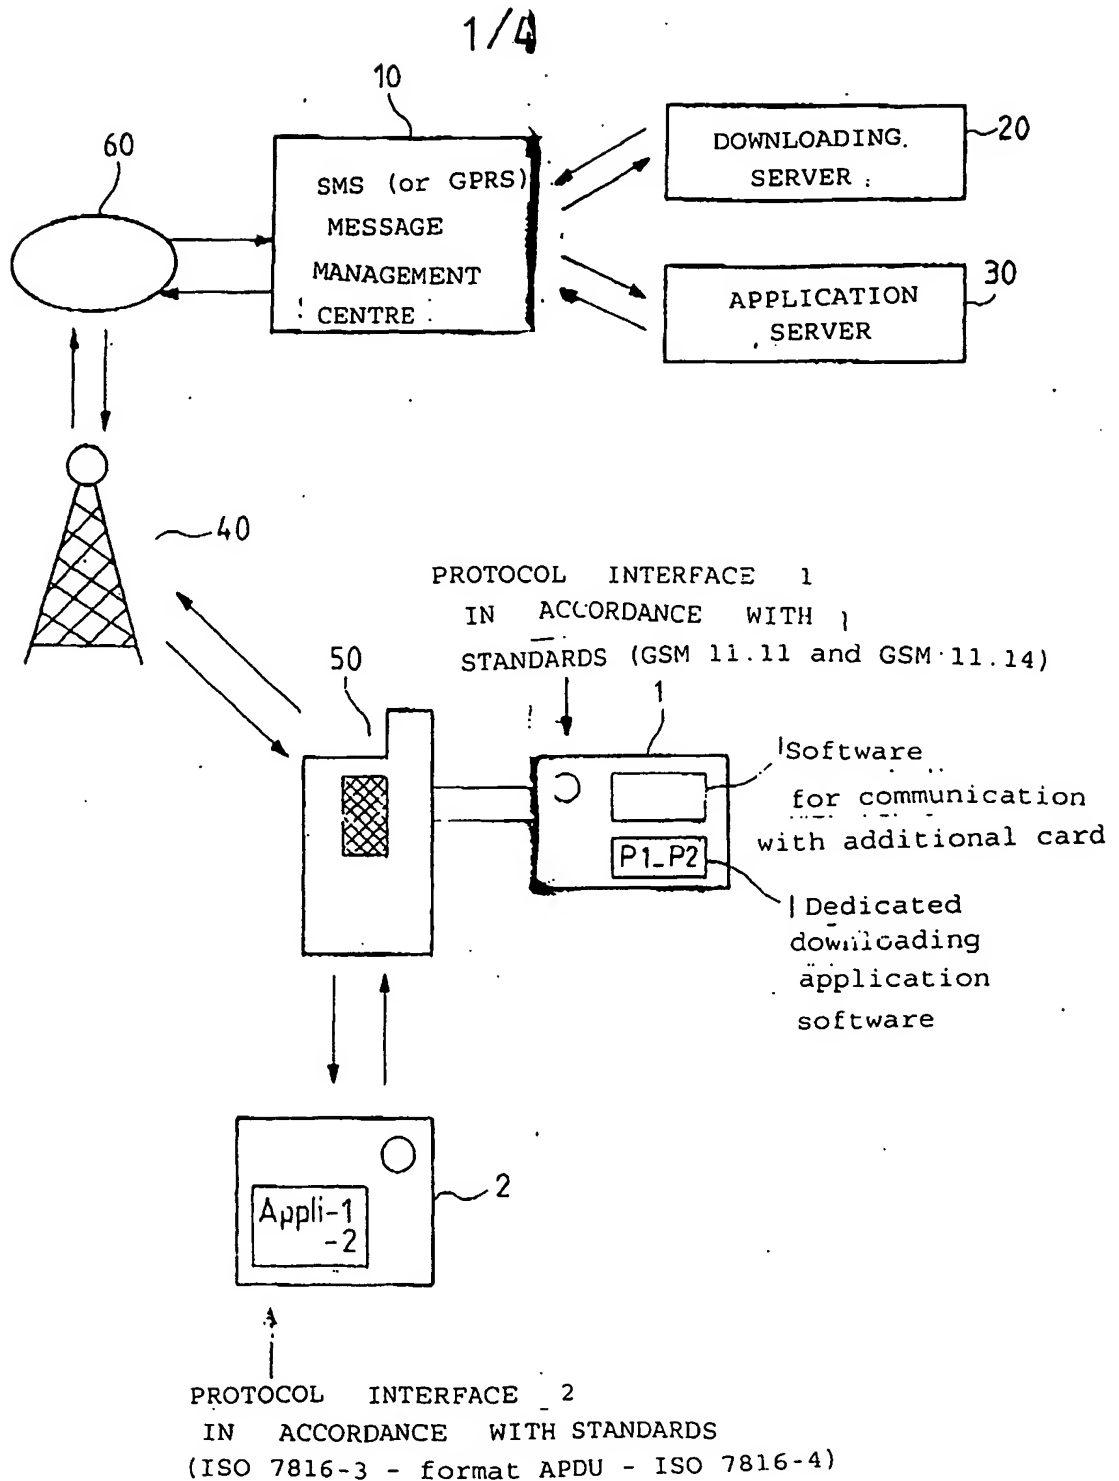 1/4
10
60
SMS (or GPRS)
MESSAGE
MANAGEMENT
CENTRE
DOWNLOADING
SERVER
20
APPLICATION
SERVER
30
40
PROTOCOL INTERFACE 1
IN ACCORDANCE WITH
STANDARDS (GSM 11.11 and GSM 11.14)
50
1
Software
for communication
with additional card
P1_P2
Dedicated
downloading
application
software
Appli-1
-2
2
PROTOCOL INTERFACE 2
IN ACCORDANCE WITH STANDARDS
(ISO 7816-3 - format APDU - ISO 7816-4)